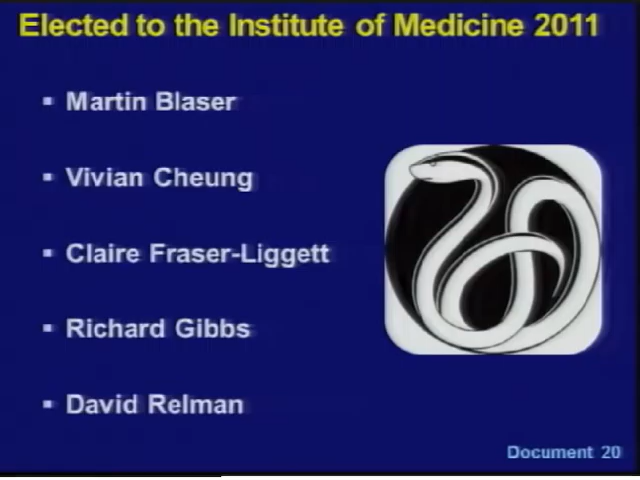 Elected to the Institute of Medicine 2011
▪ Martin Blaser
▪ Vivian Cheung
▪ Claire Fraser-Liggett
▪ Richard Gibbs
▪ David Relman
Document 20